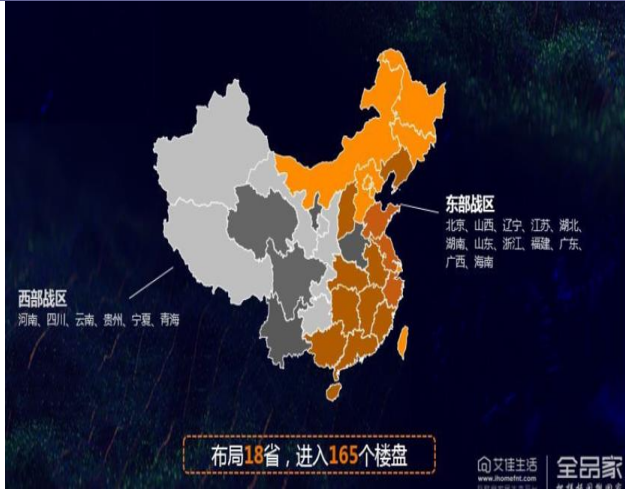 东部战区
北京、山西、辽宁、江苏、湖北、
湖南、山东、浙江、福建、广东、
广西、海南
西部战区
河南、四川、云南、贵州、宁夏、青海
布局18省，进入165个楼盘
艾佳生活
www.ihomefnt.com
全品家